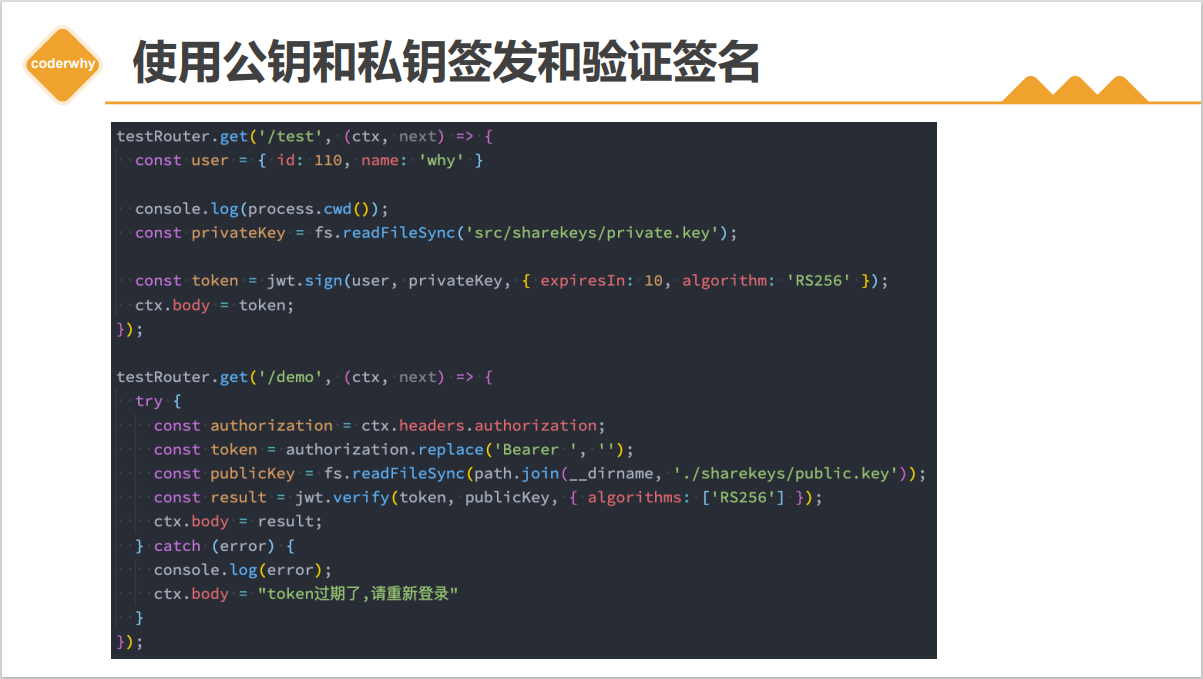 coderwhy
使用公钥和私钥签发和验证签名
testRouter.get('/test', (ctx, next) => {
  const user = { id: 110, name: 'why' }
  console.log(process.cwd());
  const privateKey = fs.readFileSync('src/sharekeys/private.key');
  const token = jwt.sign(user, privateKey, { expiresIn: 10, algorithm: 'RS256' });
  ctx.body = token;
});
testRouter.get('/demo', (ctx, next) => {
  try {
    const authorization = ctx.headers.authorization;
    const token = authorization.replace('Bearer ', '');
    const publicKey = fs.readFileSync(path.join(__dirname, './sharekeys/public.key'));
    const result = jwt.verify(token, publicKey, { algorithms: ['RS256'] });
    ctx.body = result;
  } catch (error) {
    console.log(error);
    ctx.body = "token过期了,请重新登录"
  }
});